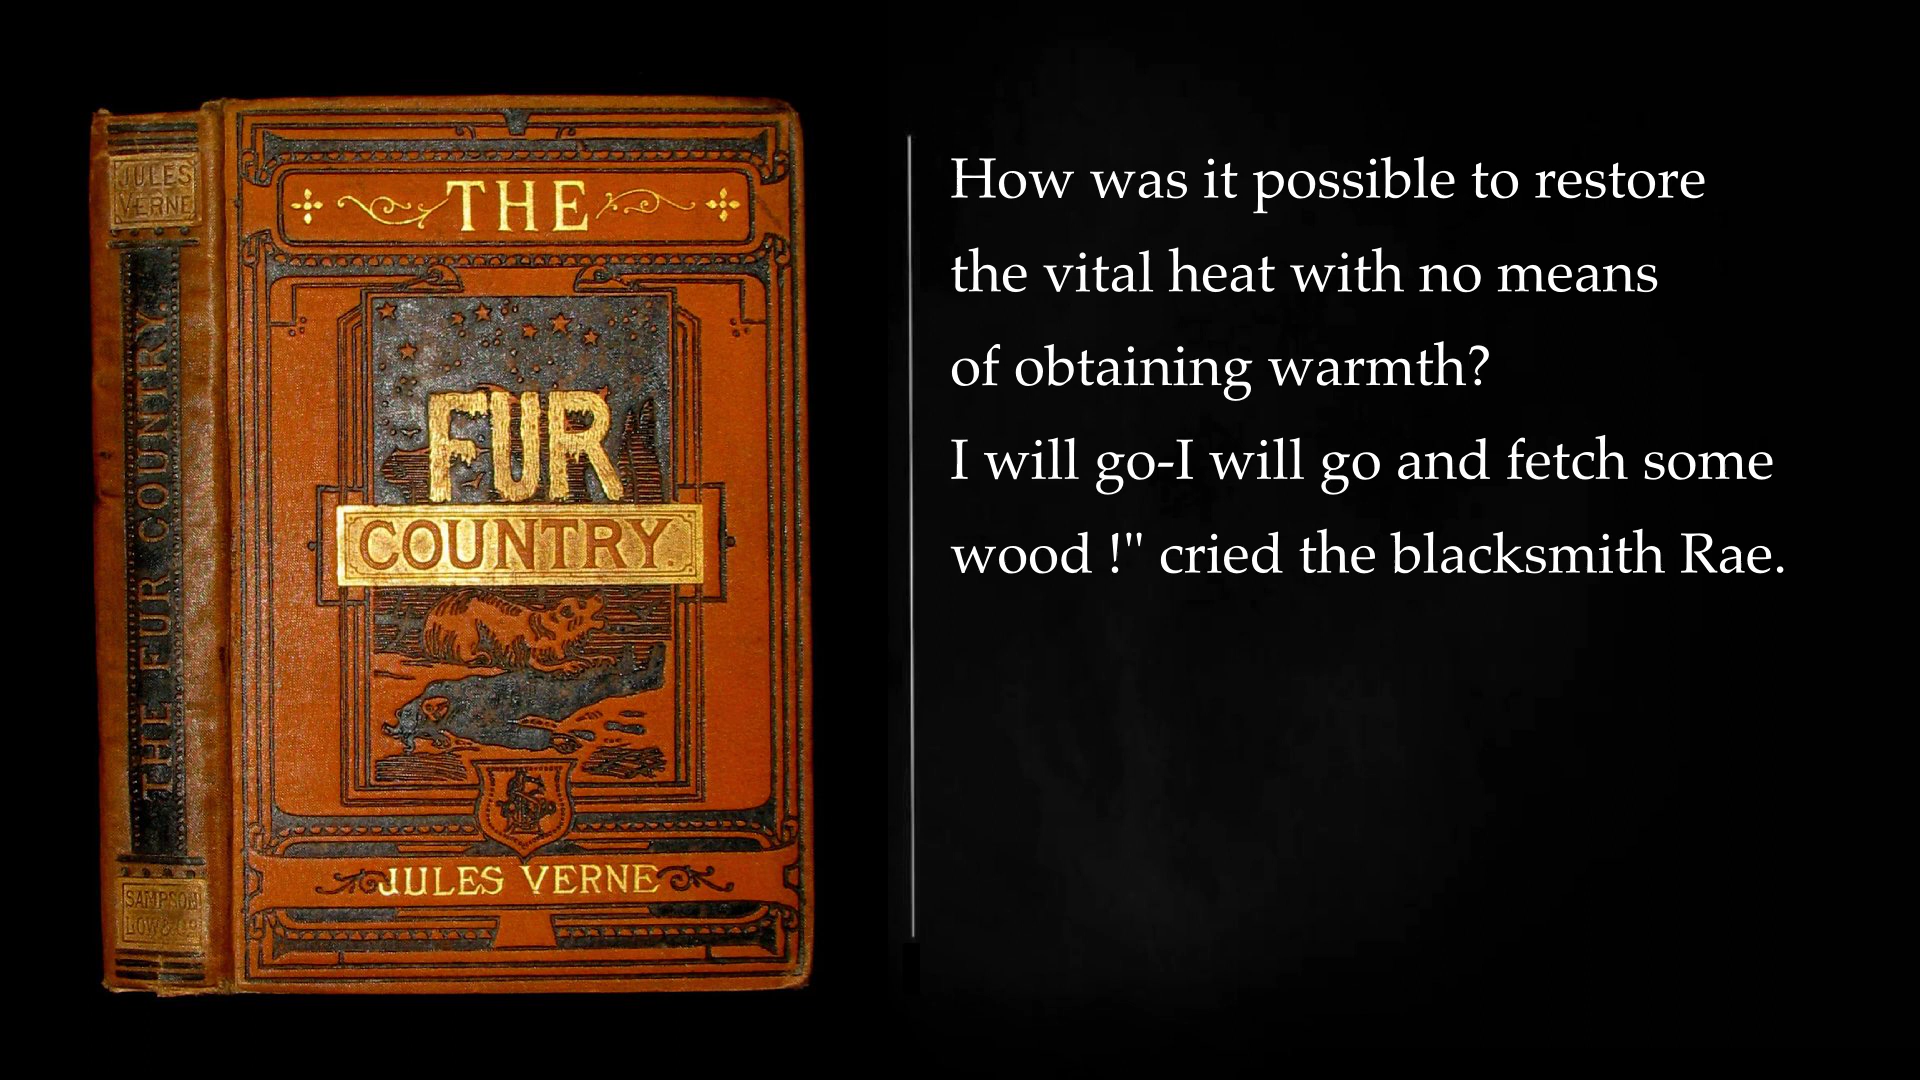 JULES
VERNE
THE FUR COUNTRY.
SAMPSON
LOW & Co
THE
FUR
COUNTRY.
JULES VERNE
How was it possible to restore
the vital heat with no means
of obtaining warmth?
I will go-I will go and fetch some
wood !" cried the blacksmith Rae.